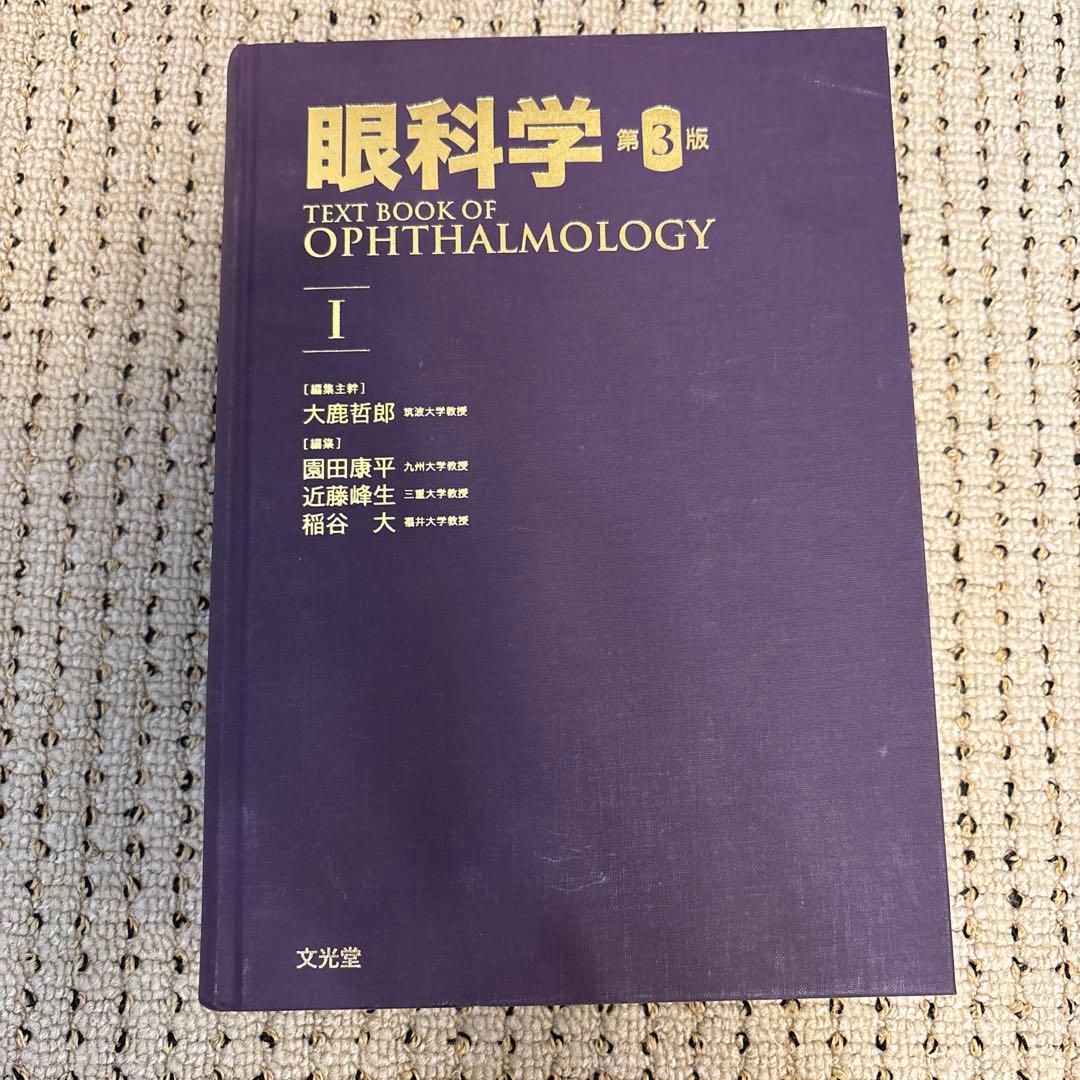 眼科学 第3版
TEXT BOOK OF
OPHTHALMOLOGY
I
[編集主幹]
大鹿哲郎 筑波大学教授
[編集]
園田康平 九州大学教授
近藤峰生 三重大学教授
稲谷 大 福井大学教授
文光堂